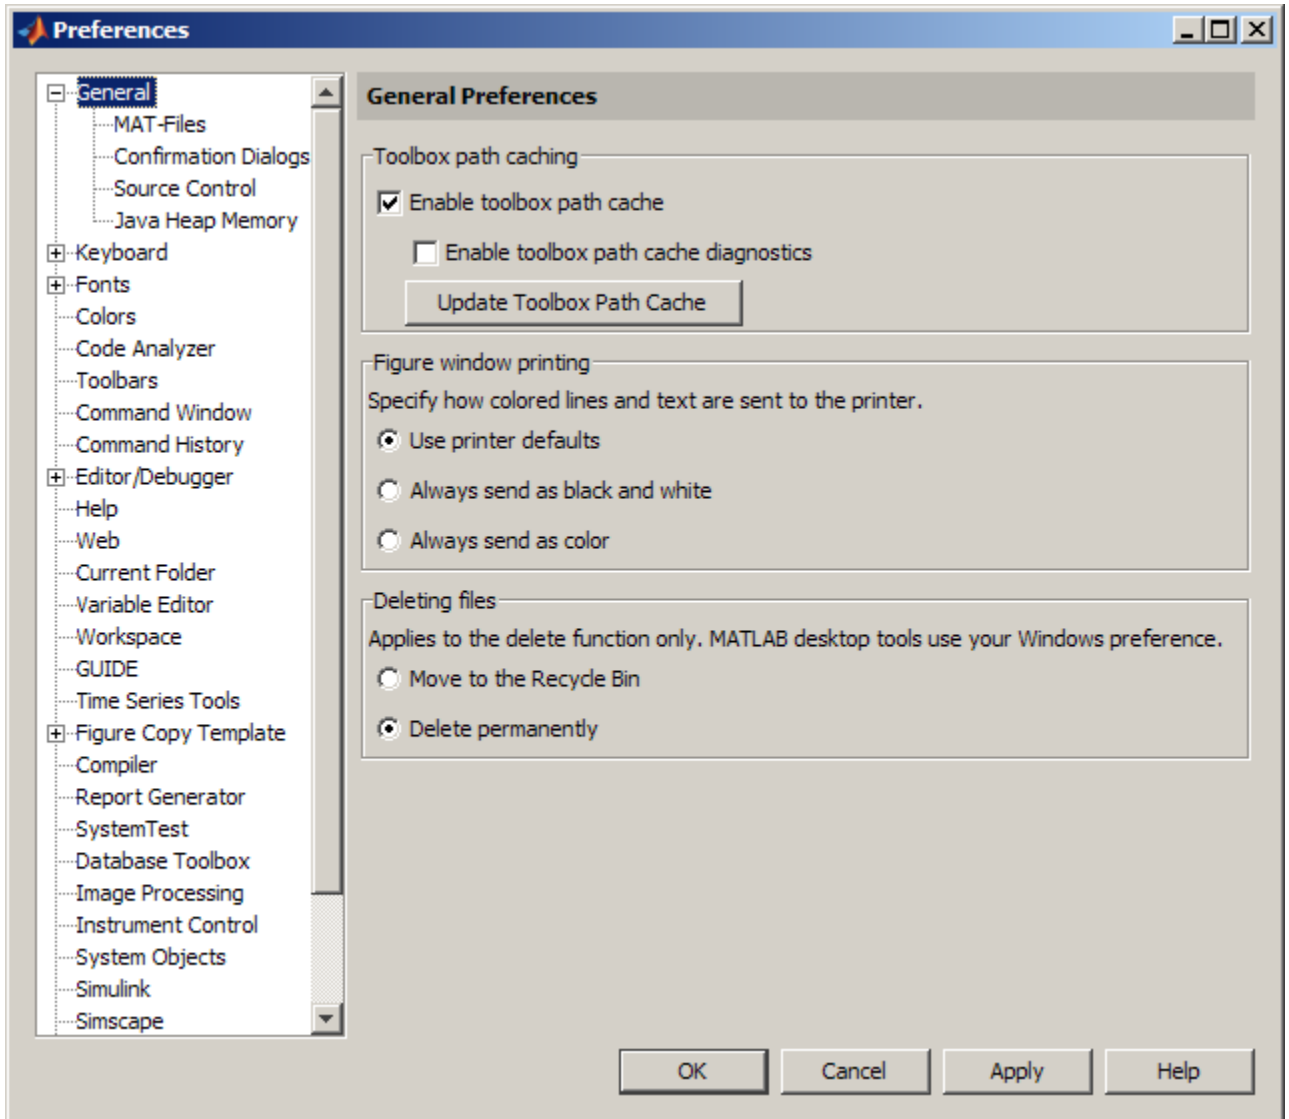 Preferences
General
MAT-Files
Confirmation Dialogs
Source Control
Java Heap Memory
Keyboard
Fonts
Colors
Code Analyzer
Toolbars
Command Window
Command History
Editor/Debugger
Help
Web
Current Folder
Variable Editor
Workspace
GUIDE
Time Series Tools
Figure Copy Template
Compiler
Report Generator
SystemTest
Database Toolbox
Image Processing
Instrument Control
System Objects
Simulink
Simscape
General Preferences
Toolbox path caching
Enable toolbox path cache
Enable toolbox path cache diagnostics
Update Toolbox Path Cache
Figure window printing
Specify how colored lines and text are sent to the printer.
Use printer defaults
Always send as black and white
Always send as color
Deleting files
Applies to the delete function only. MATLAB desktop tools use your Windows preference.
Move to the Recycle Bin
Delete permanently
OK Cancel Apply Help